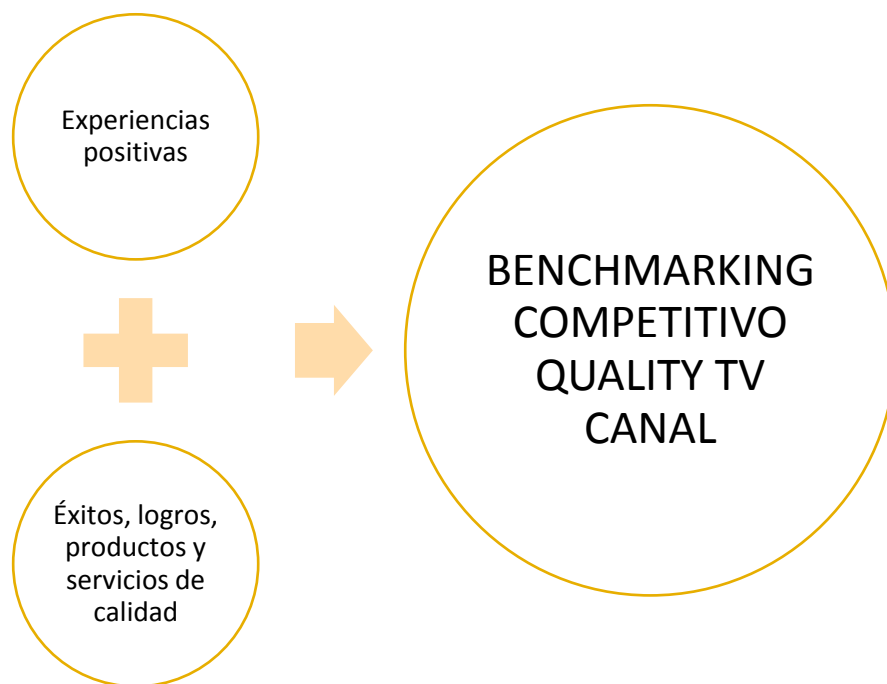 Experiencias
positivas
Éxitos, logros,
productos y
servicios de
calidad
BENCHMARKING
COMPETITIVO
QUALITY TV
CANAL